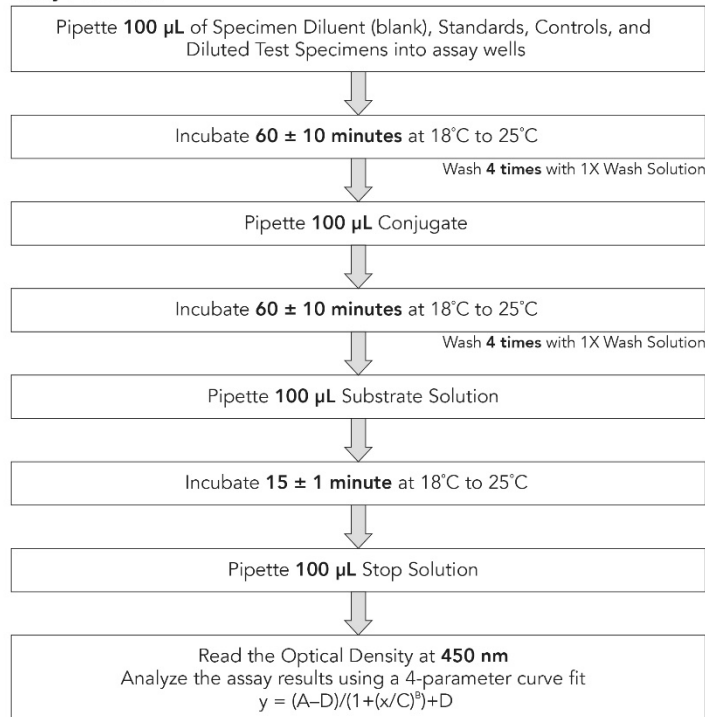 Pipette 100 µL of Specimen Diluent (blank), Standards, Controls, and
Diluted Test Specimens into assay wells
Incubate 60 ± 10 minutes at 18˚C to 25˚C
Wash 4 times with 1X Wash Solution
Pipette 100 µL Conjugate
Incubate 60 ± 10 minutes at 18˚C to 25˚C
Wash 4 times with 1X Wash Solution
Pipette 100 µL Substrate Solution
Incubate 15 ± 1 minute at 18˚C to 25˚C
Pipette 100 µL Stop Solution
Read the Optical Density at 450 nm
Analyze the assay results using a 4-parameter curve fit
y = (A–D)/(1+(x/C)ᴮ)+D